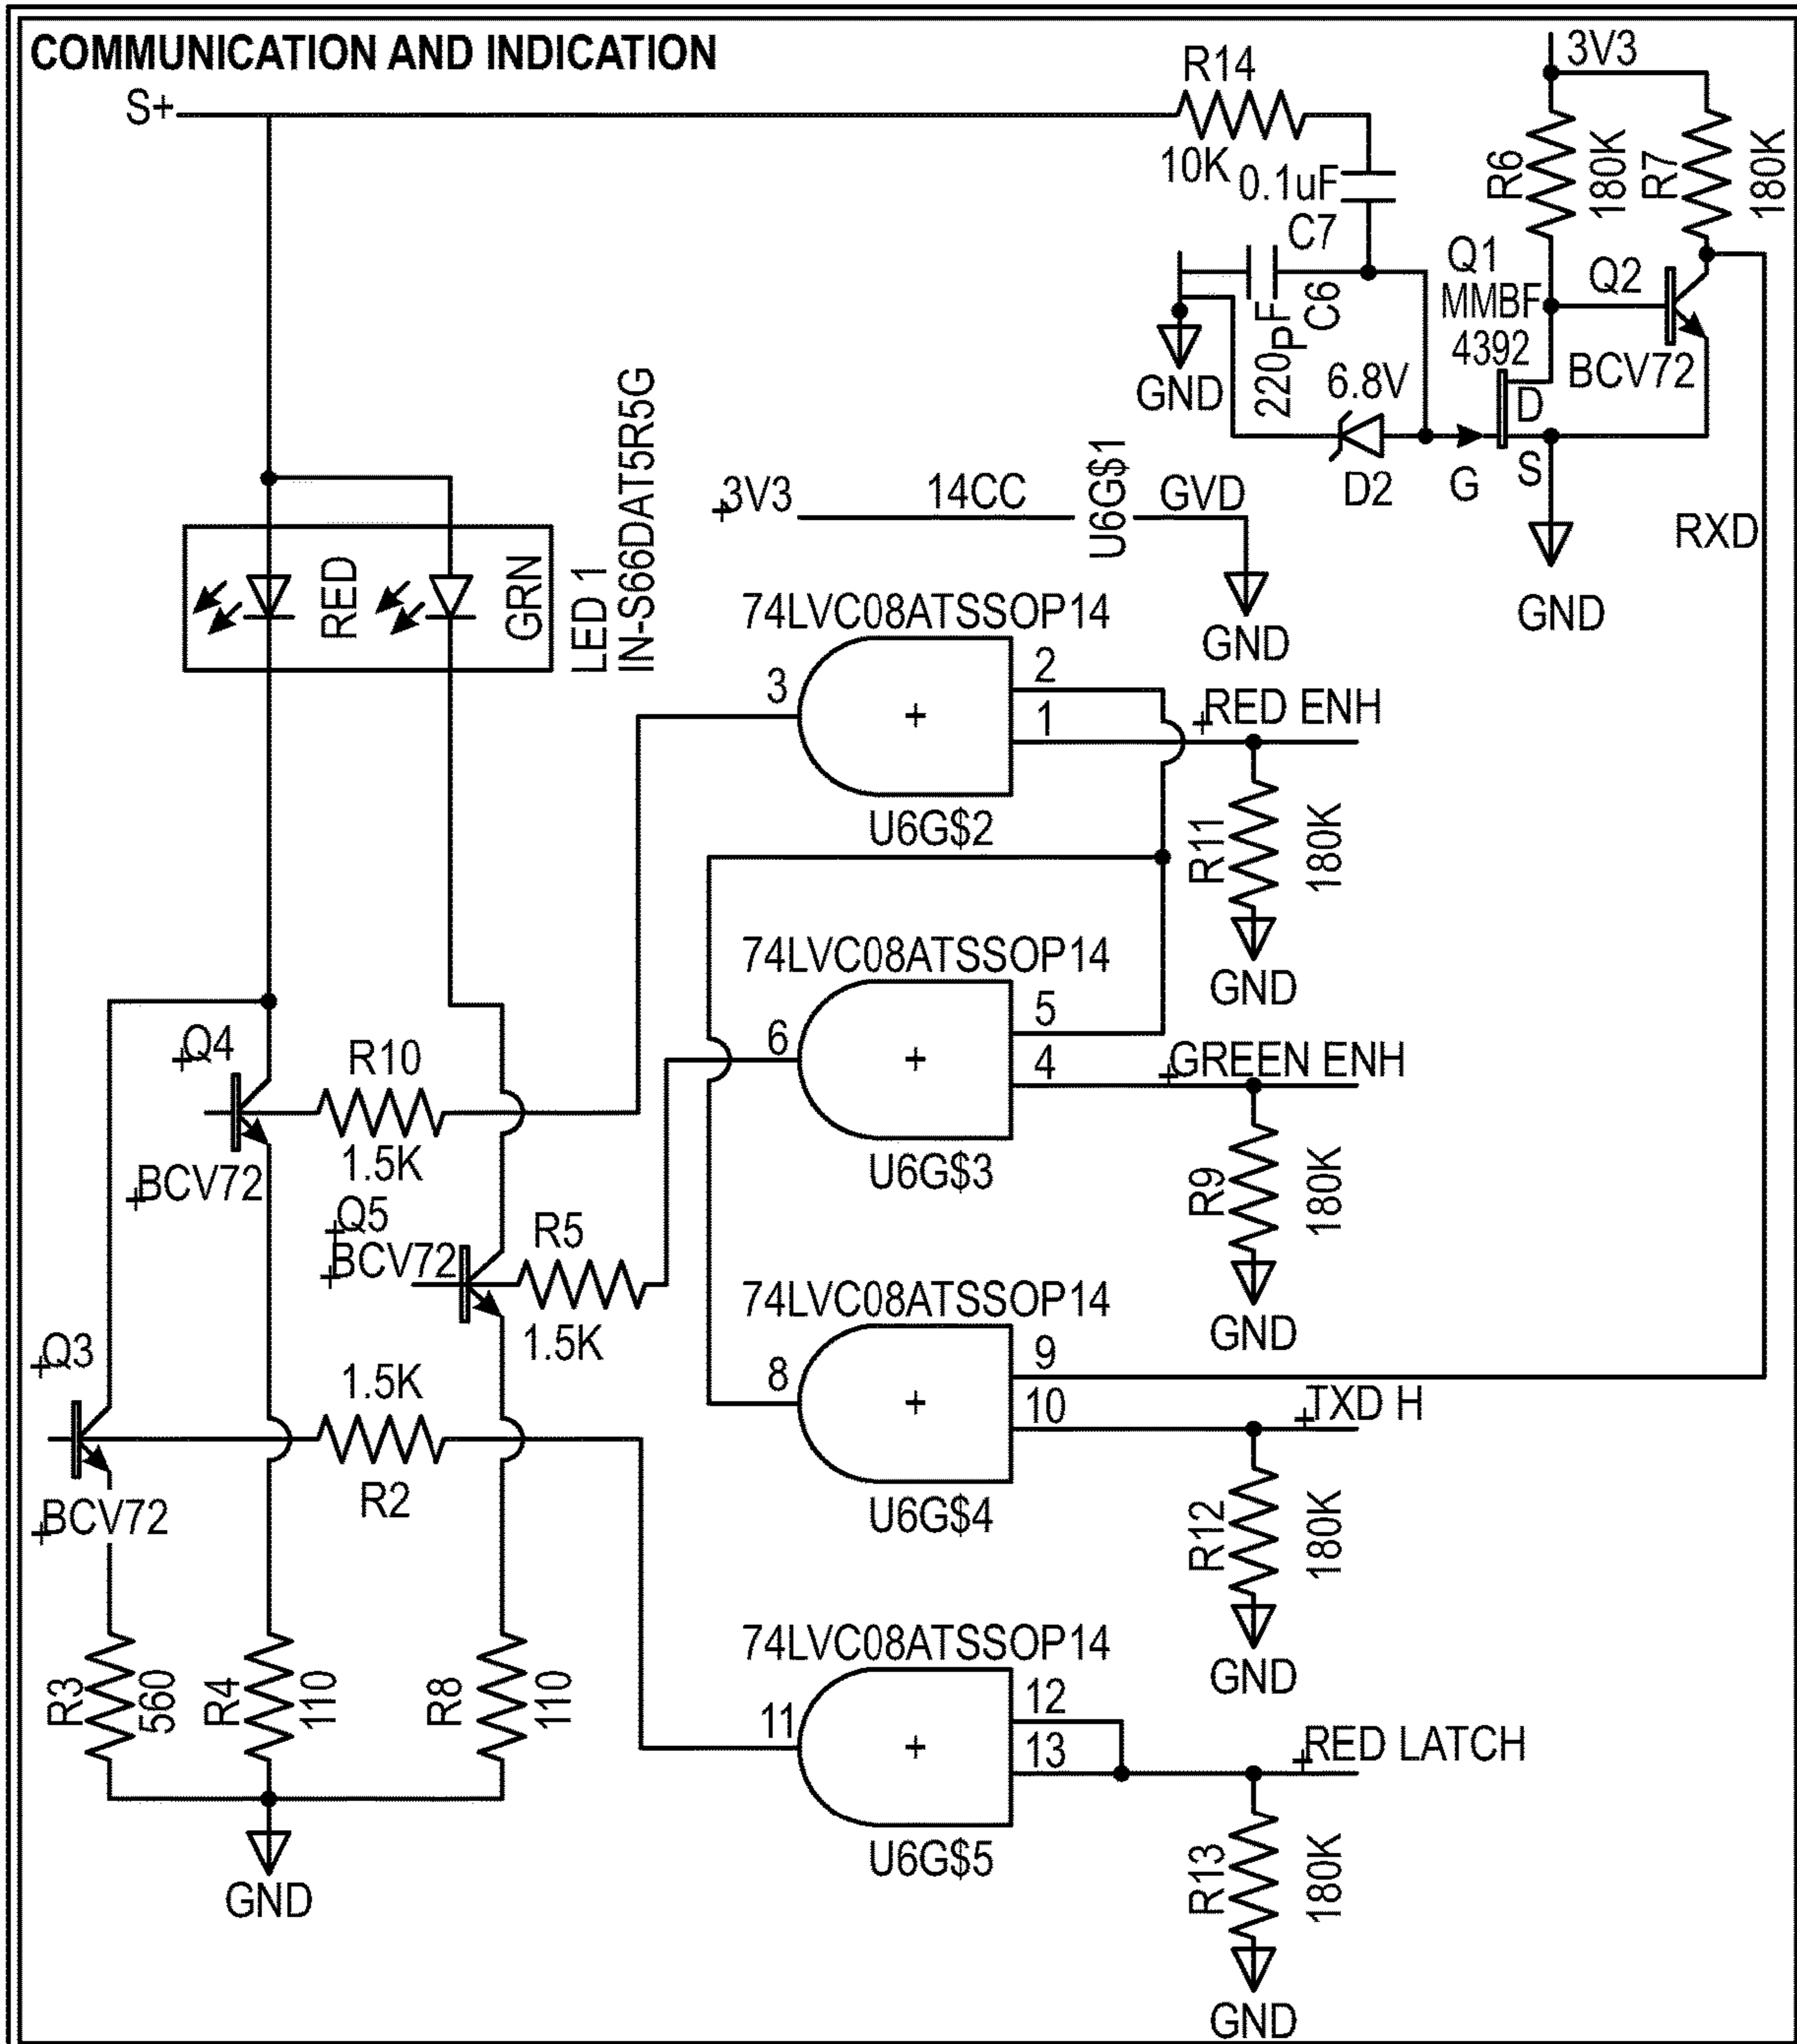 COMMUNICATION AND INDICATION
S+
R14
10K
0.1uF
C7
3V3
R6
180K
R7
180K
Q1
MMBF
4392
Q2
BCV72
C6
220pF
GND
6.8V
D2
G
D
S
GND
RXD
+3V3
14CC
U6G$1
GVD
GND
RED
GRN
LED 1
IN-S66DAT5R5G
74LVC08ATSSOP14
3
2
1
+
U6G$2
+RED ENH
R11
180K
GND
74LVC08ATSSOP14
6
5
4
+
U6G$3
+GREEN ENH
R9
180K
GND
+Q4
R10
1.5K
+BCV72
+Q5
+BCV72
R5
1.5K
74LVC08ATSSOP14
8
9
10
+
U6G$4
+TXD H
R12
180K
GND
+Q3
1.5K
R2
+BCV72
R3
560
R4
110
R8
110
GND
74LVC08ATSSOP14
11
12
13
+
U6G$5
+RED LATCH
R13
180K
GND